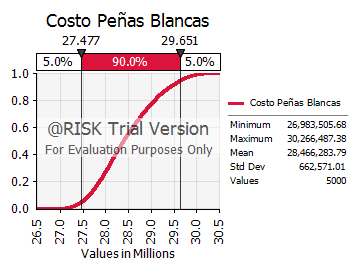 Costo Peñas Blancas
27.477 29.651
5.0% 90.0% 5.0%
1.0
0.8
0.6
0.4
0.2
0.0
@RISK Trial Version
For Evaluation Purposes Only
26.5 27.0 27.5 28.0 28.5 29.0 29.5 30.0 30.5
Values in Millions
Costo Peñas Blancas
Minimum 26,983,505.68
Maximum 30,266,487.38
Mean 28,466,283.79
Std Dev 662,571.01
Values 5000